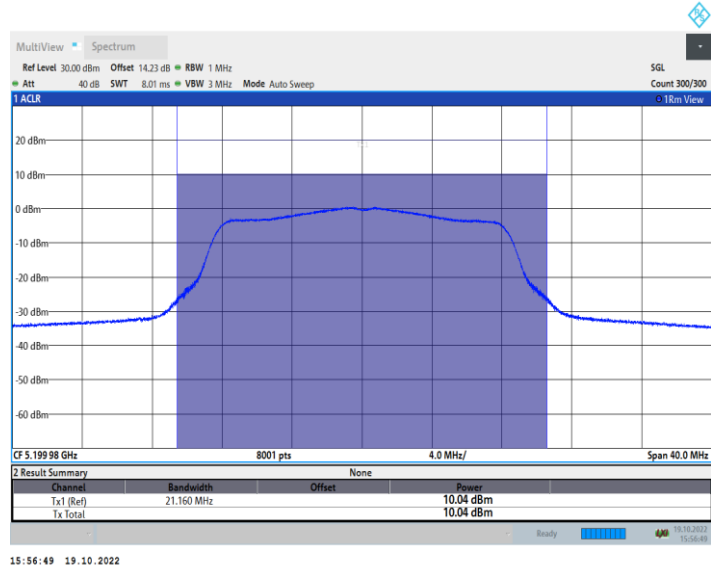 MultiView Spectrum
Ref Level 30.00 dBm Offset 14.23 dB RBW 1 MHz SGL
Att 40 dB SWT 8.01 ms VBW 3 MHz Mode Auto Sweep Count 300/300
1 ACLR 1Rm View
20 dBm
10 dBm
0 dBm
-10 dBm
-20 dBm
-30 dBm
-40 dBm
-50 dBm
-60 dBm
CF 5.199 98 GHz 8001 pts 4.0 MHz/ Span 40.0 MHz
2 Result Summary None
Channel Bandwidth Offset Power
Tx1 (Ref) 21.160 MHz 10.04 dBm
Tx Total 10.04 dBm
Ready 19.10.2022
15:56:49
15:56:49 19.10.2022